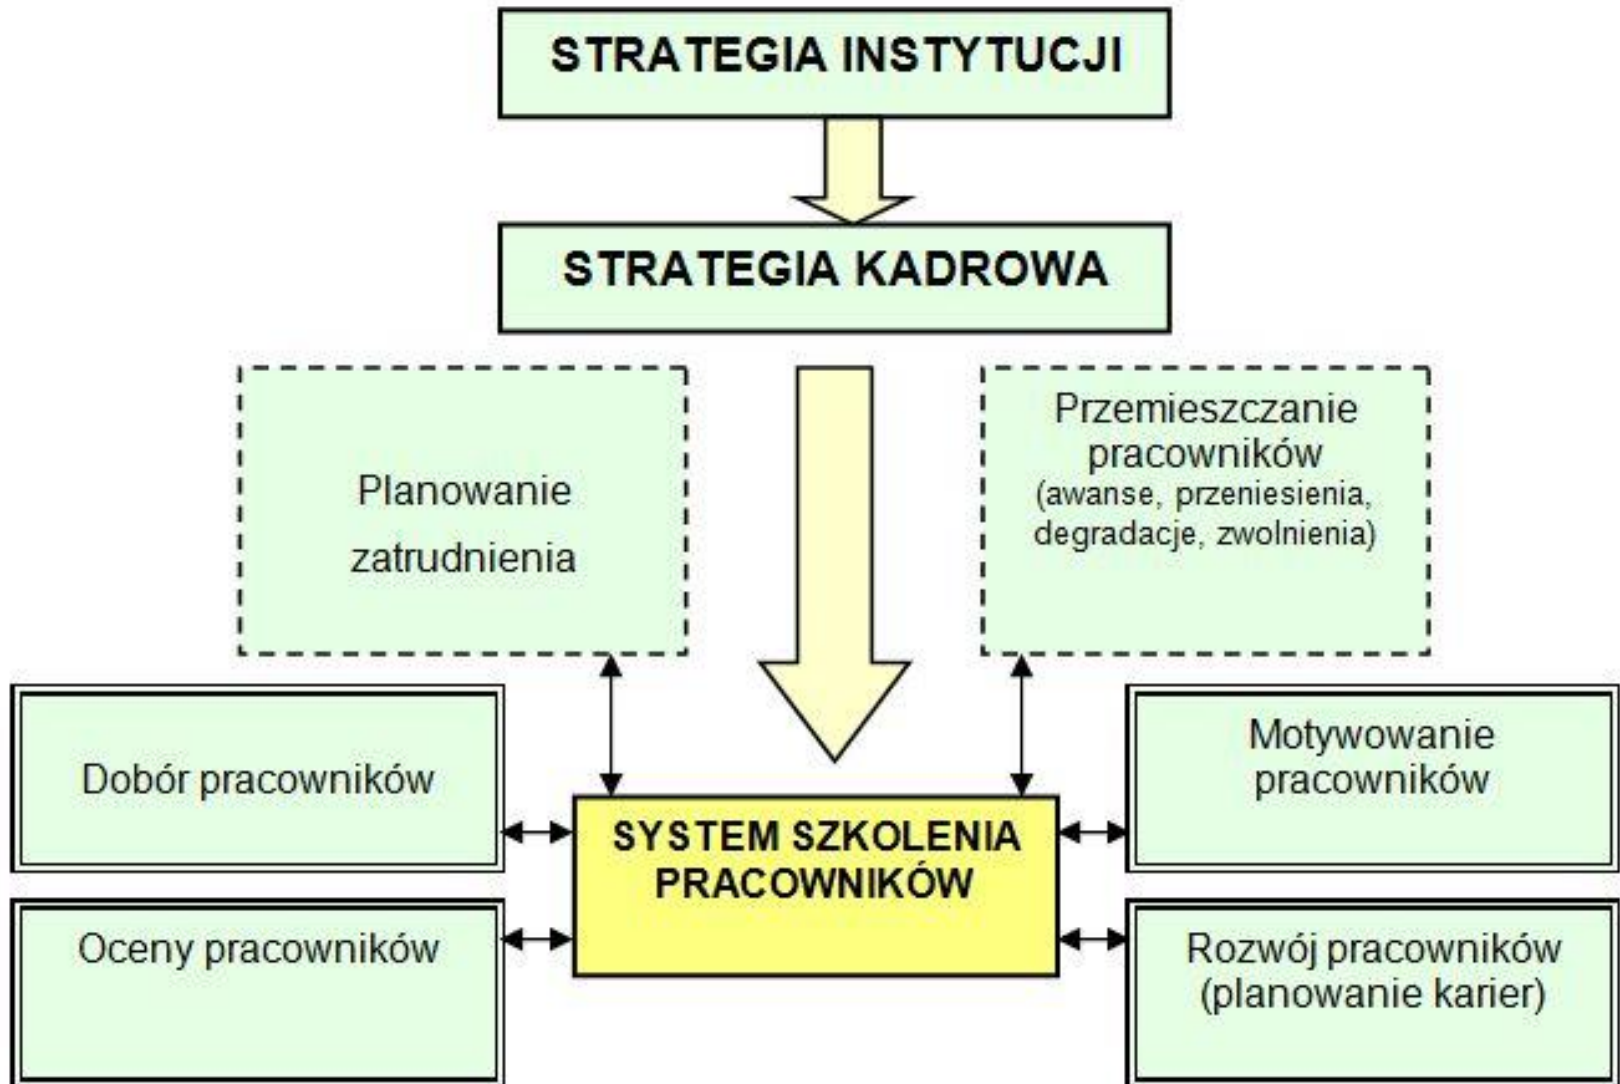 STRATEGIA INSTYTUCJI
STRATEGIA KADROWA
Planowanie
zatrudnienia
Przemieszczanie
pracowników
(awanse, przeniesienia,
degradacje, zwolnienia)
Dobór pracowników
Motywowanie
pracowników
SYSTEM SZKOLENIA
PRACOWNIKÓW
Oceny pracowników
Rozwój pracowników
(planowanie karier)